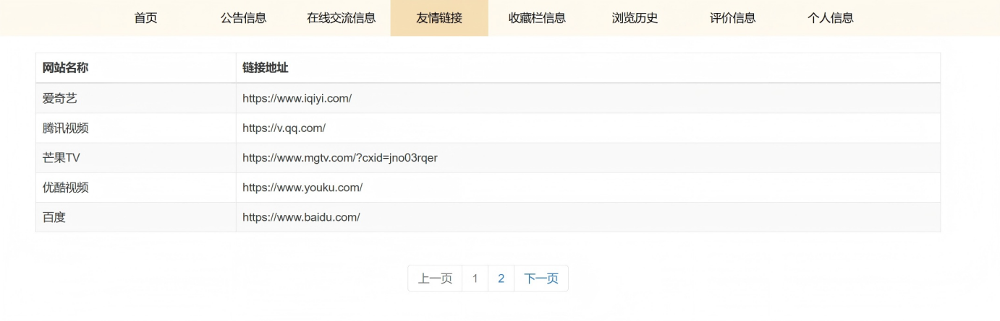 首页 公告信息 在线交流信息 友情链接 收藏栏信息 浏览历史 评价信息 个人信息
网站名称 链接地址
爱奇艺 https://www.iqiyi.com/
腾讯视频 https://v.qq.com/
芒果TV https://www.mgtv.com/?cxid=jno03rqer
优酷视频 https://www.youku.com/
百度 https://www.baidu.com/
上一页 1 2 下一页